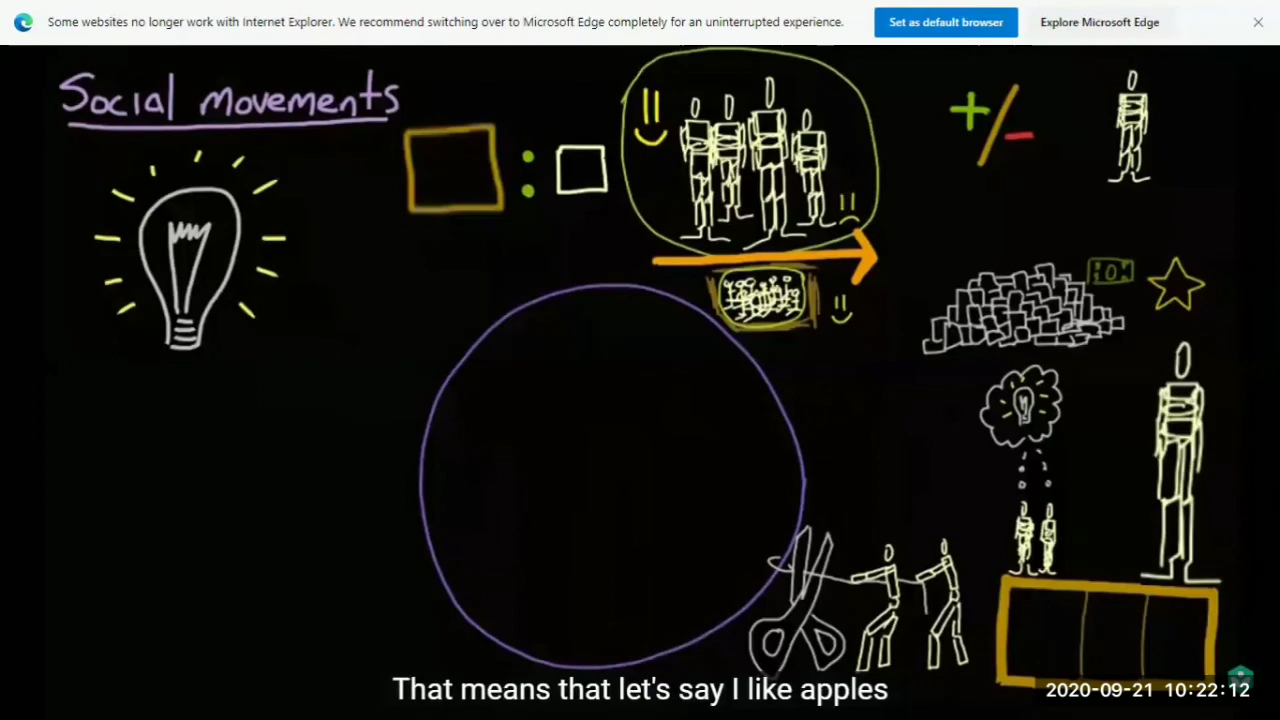 Some websites no longer work with Internet Explorer. We recommend switching over to Microsoft Edge completely for an uninterrupted experience.
Set as default browser
Explore Microsoft Edge
Social Movements
That means that let's say I like apples
2020-09-21 10:22:12